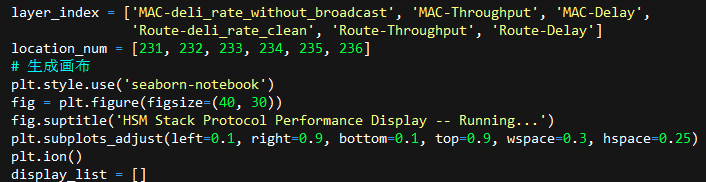 layer_index = ['MAC-deli_rate_without_broadcast', 'MAC-Throughput', 'MAC-Delay',
'Route-deli_rate_clean', 'Route-Throughput', 'Route-Delay']
location_num = [231, 232, 233, 234, 235, 236]
# 生成画布
plt.style.use('seaborn-notebook')
fig = plt.figure(figsize=(40, 30))
fig.suptitle('HSM Stack Protocol Performance Display -- Running...')
plt.subplots_adjust(left=0.1, right=0.9, bottom=0.1, top=0.9, wspace=0.3, hspace=0.25)
plt.ion()
display_list = []